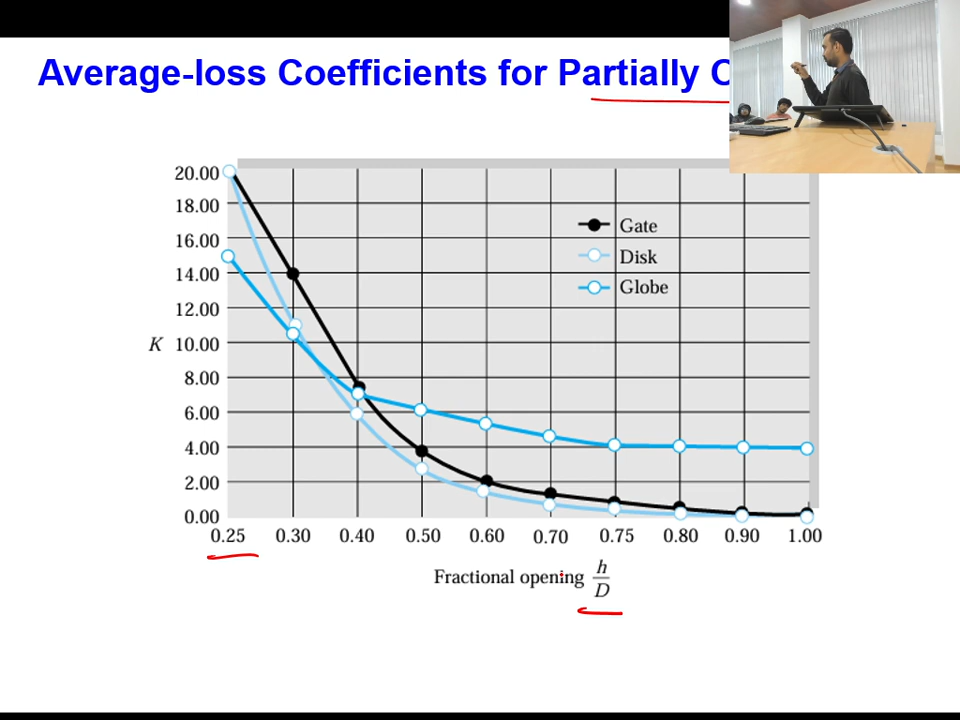 Average-loss Coefficients for Partially
20.00
18.00
16.00
14.00
12.00
K 10.00
8.00
6.00
4.00
2.00
0.00
Gate
Disk
Globe
0.25 0.30 0.40 0.50 0.60 0.70 0.75 0.80 0.90 1.00
Fractional opening h/D